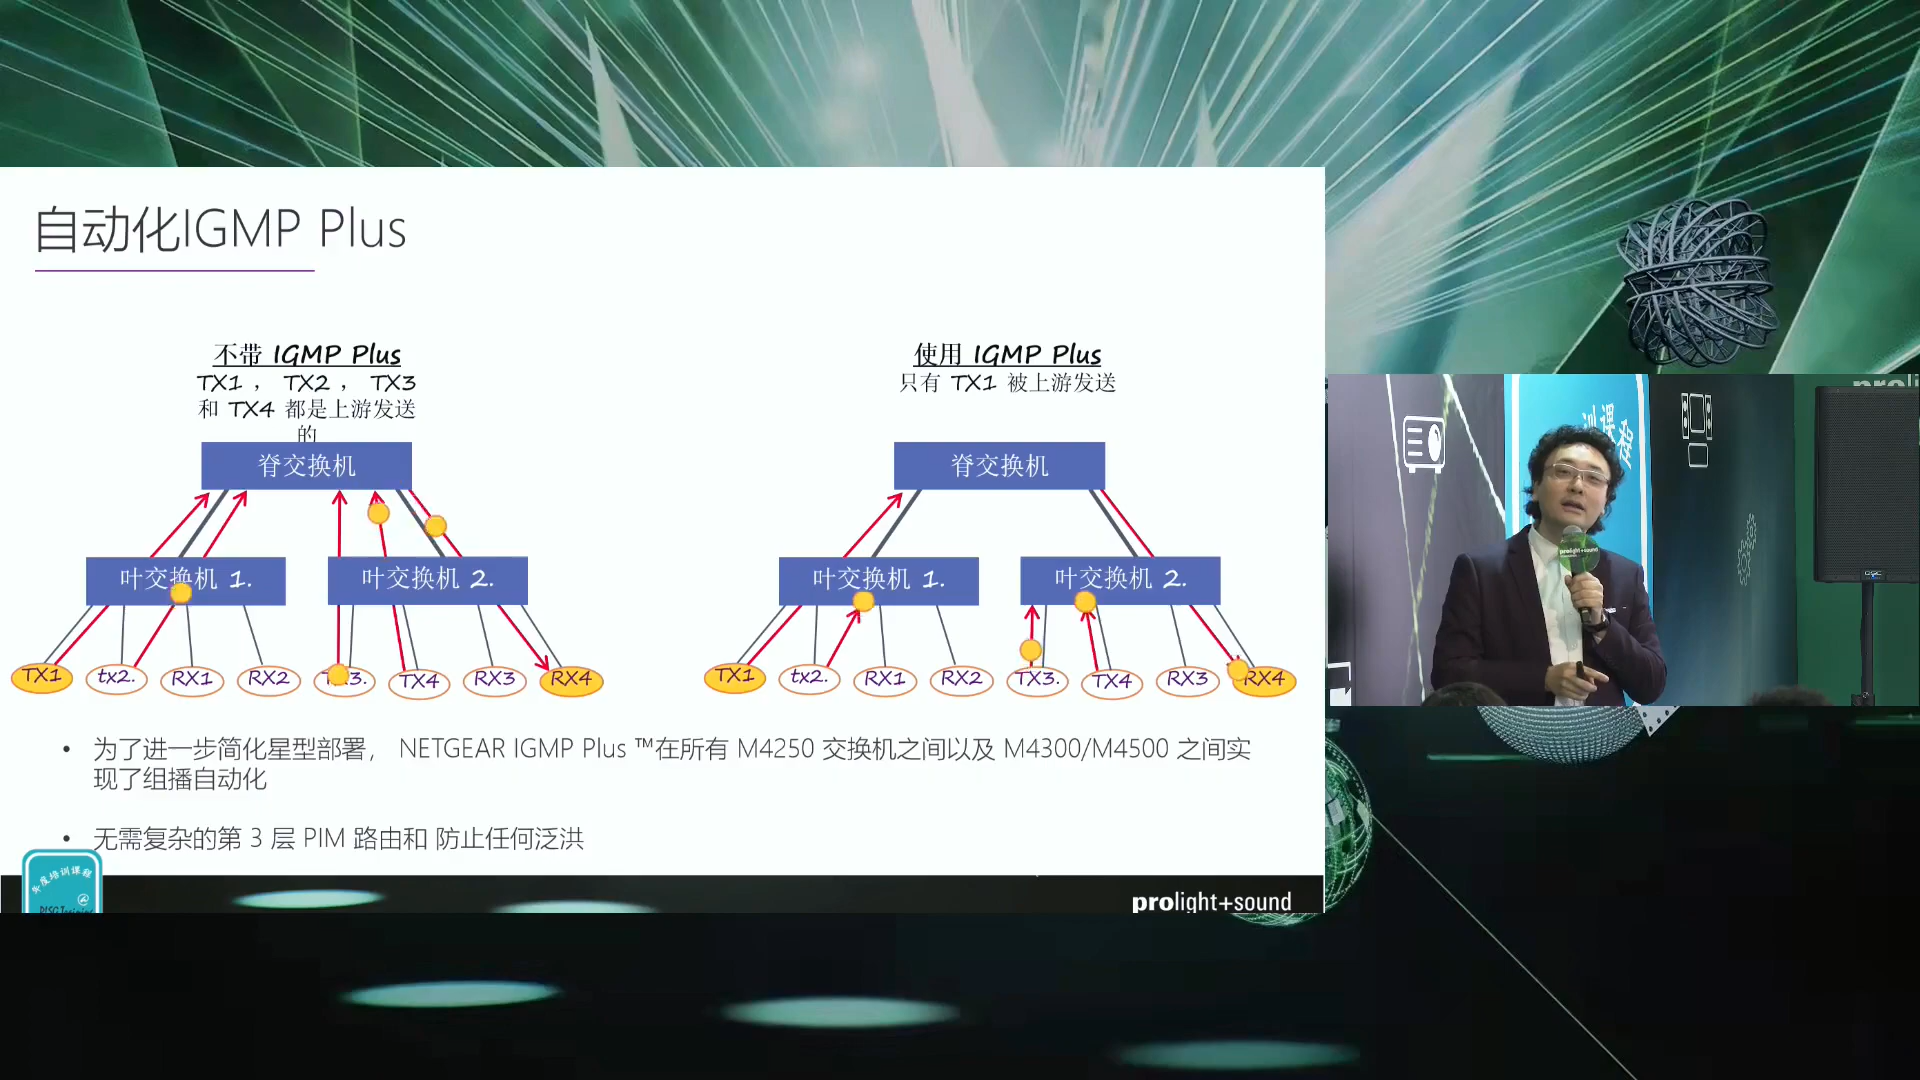 自动化IGMP Plus
不带 IGMP Plus
TX1， TX2， TX3
和 TX4 都是上游发送
的
脊交换机
叶交换机 1.
叶交换机 2.
TX1
tx2.
RX1
RX2
TX4
RX3
RX4
使用 IGMP Plus
只有 TX1 被上游发送
脊交换机
叶交换机 1.
叶交换机 2.
TX1
tx2.
RX1
RX2
TX3.
TX4
RX3
RX4
• 为了进一步简化星型部署， NETGEAR IGMP Plus ™在所有 M4250 交换机之间以及 M4300/M4500 之间实
现了组播自动化
• 无需复杂的第 3 层 PIM 路由和 防止任何泛洪
prolight+sound
prolight+sound
QSC